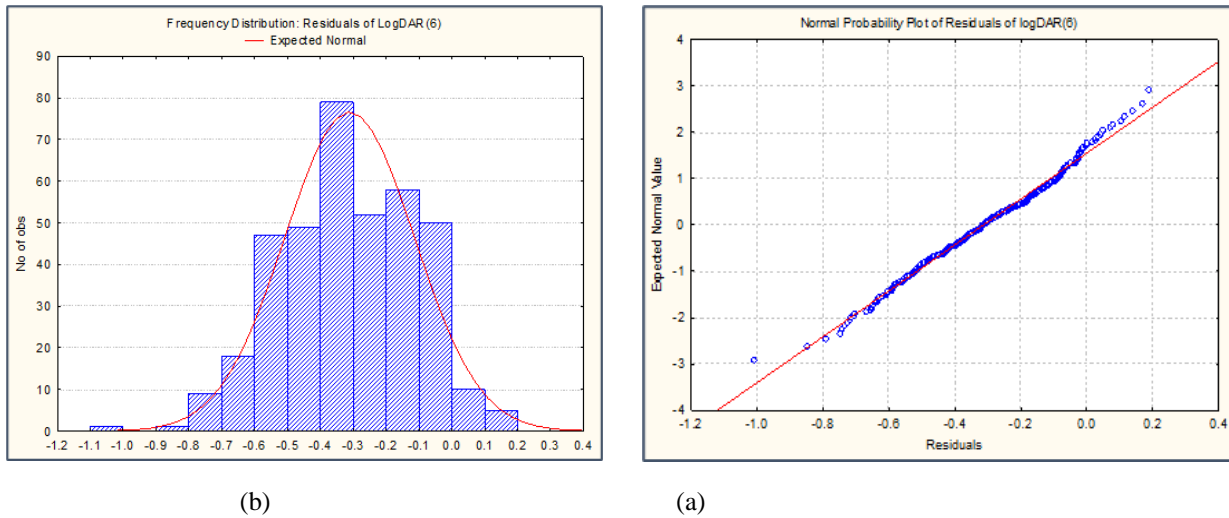 Frequency Distribution: Residuals of LogDAR(6)
Expected Normal
No of obs
90
80
70
60
50
40
30
20
10
0
-1.2 -1.1 -1.0 -0.9 -0.8 -0.7 -0.6 -0.5 -0.4 -0.3 -0.2 -0.1 0.0 0.1 0.2 0.3 0.4
(b)
Normal Probability Plot of Residuals of logDAR(6)
Expected Normal Value
4
3
2
1
0
-1
-2
-3
-4
-1.2 -1.0 -0.8 -0.6 -0.4 -0.2 0.0 0.2 0.4
Residuals
(a)